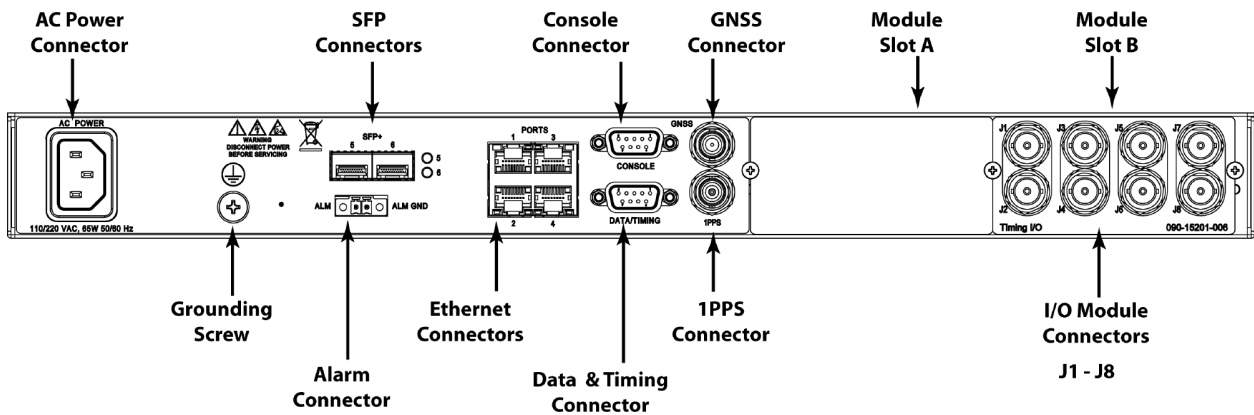 AC Power
Connector
SFP
Connectors
Console
Connector
GNSS
Connector
Module
Slot A
Module
Slot B
AC POWER
WARNING
DISCONNECT POWER
BEFORE SERVICING
SFP+
5 6
5
6
ALM
ALM GND
PORTS
1 3
2 4
CONSOLE
DATA/TIMING
GNSS
1PPS
J1 J3 J5 J7
J2 J4 J6 J8
Timing I/O
090-15201-006
110/220 VAC, 65W 50/60 Hz
Grounding
Screw
Alarm
Connector
Ethernet
Connectors
Data & Timing
Connector
1PPS
Connector
I/O Module
Connectors
J1 - J8